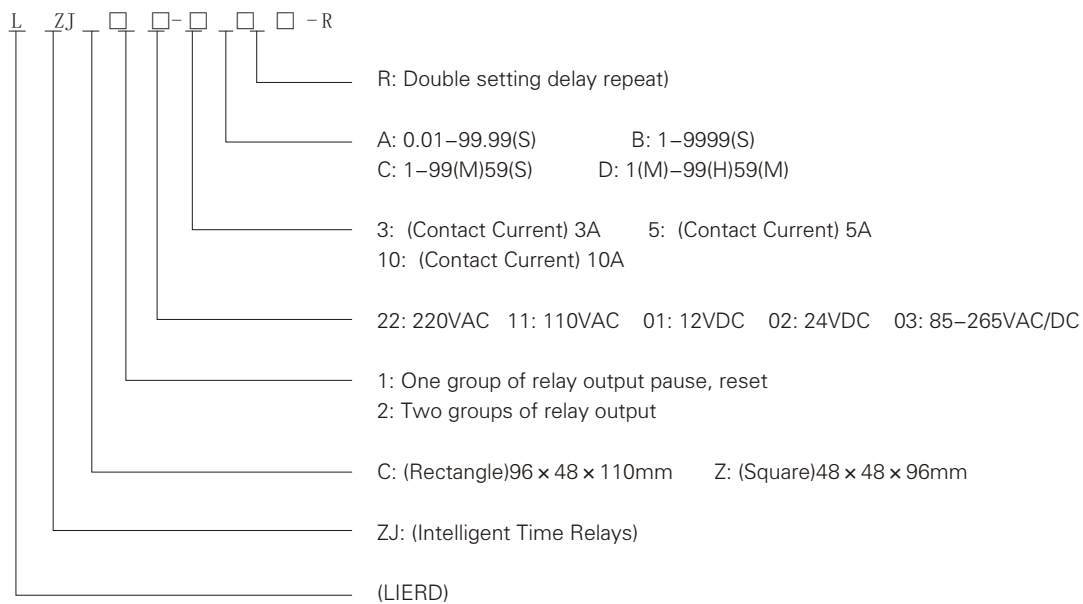 L ZJ □ □-□ □ □ -R
R: Double setting delay repeat)
A: 0.01-99.99(S) B: 1-9999(S)
C: 1-99(M)59(S) D: 1(M)-99(H)59(M)
3: (Contact Current) 3A 5: (Contact Current) 5A
10: (Contact Current) 10A
22: 220VAC 11: 110VAC 01: 12VDC 02: 24VDC 03: 85-265VAC/DC
1: One group of relay output pause, reset
2: Two groups of relay output
C: (Rectangle)96×48×110mm Z: (Square)48×48×96mm
ZJ: (Intelligent Time Relays)
(LIERD)